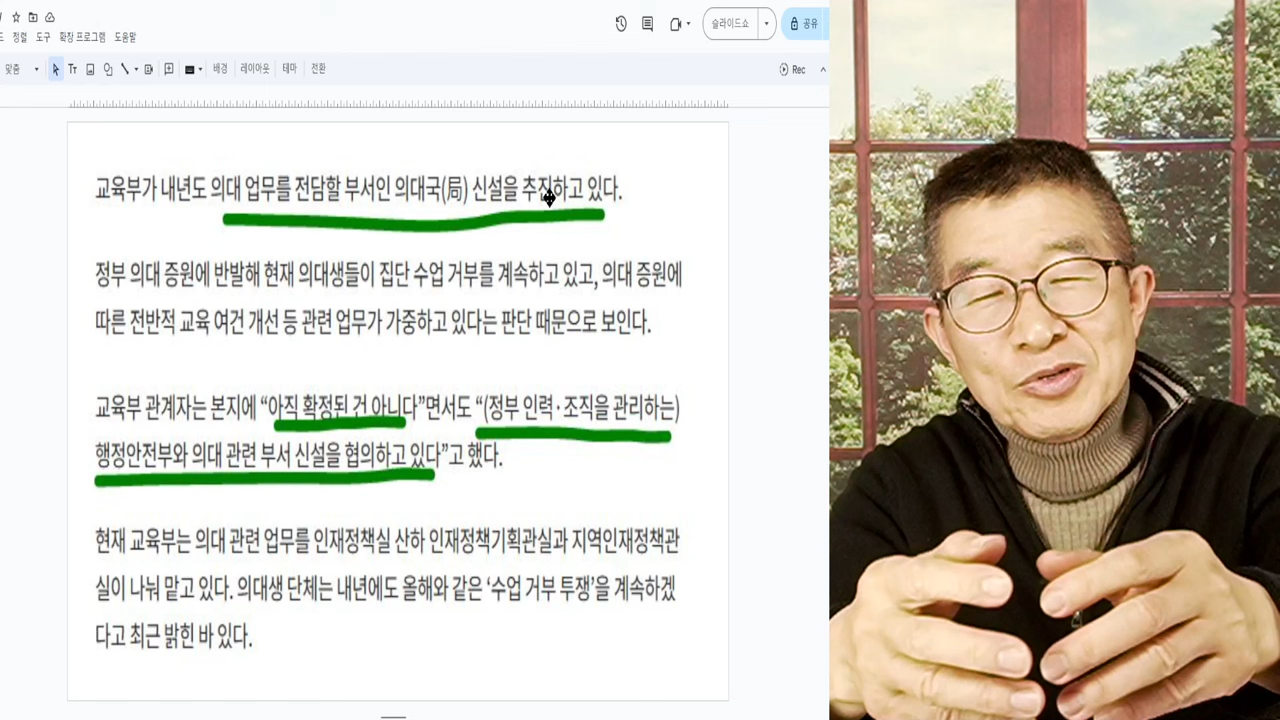 정렬 도구 확장 프로그램 도움말
슬라이드쇼
공유
맞춤
배경 레이아웃 테마 전환
Rec
교육부가 내년도 의대 업무를 전담할 부서인 의대국(局) 신설을 추진하고 있다.
정부 의대 증원에 반발해 현재 의대생들이 집단 수업 거부를 계속하고 있고, 의대 증원에
따른 전반적 교육 여건 개선 등 관련 업무가 가중하고 있다는 판단 때문으로 보인다.
교육부 관계자는 본지에 “아직 확정된 건 아니다”면서도 “(정부 인력·조직을 관리하는)
행정안전부와 의대 관련 부서 신설을 협의하고 있다”고 했다.
현재 교육부는 의대 관련 업무를 인재정책실 산하 인재정책기획관실과 지역인재정책관
실이 나눠 맡고 있다. 의대생 단체는 내년에도 올해와 같은 ‘수업 거부 투쟁’을 계속하겠
다고 최근 밝힌 바 있다.